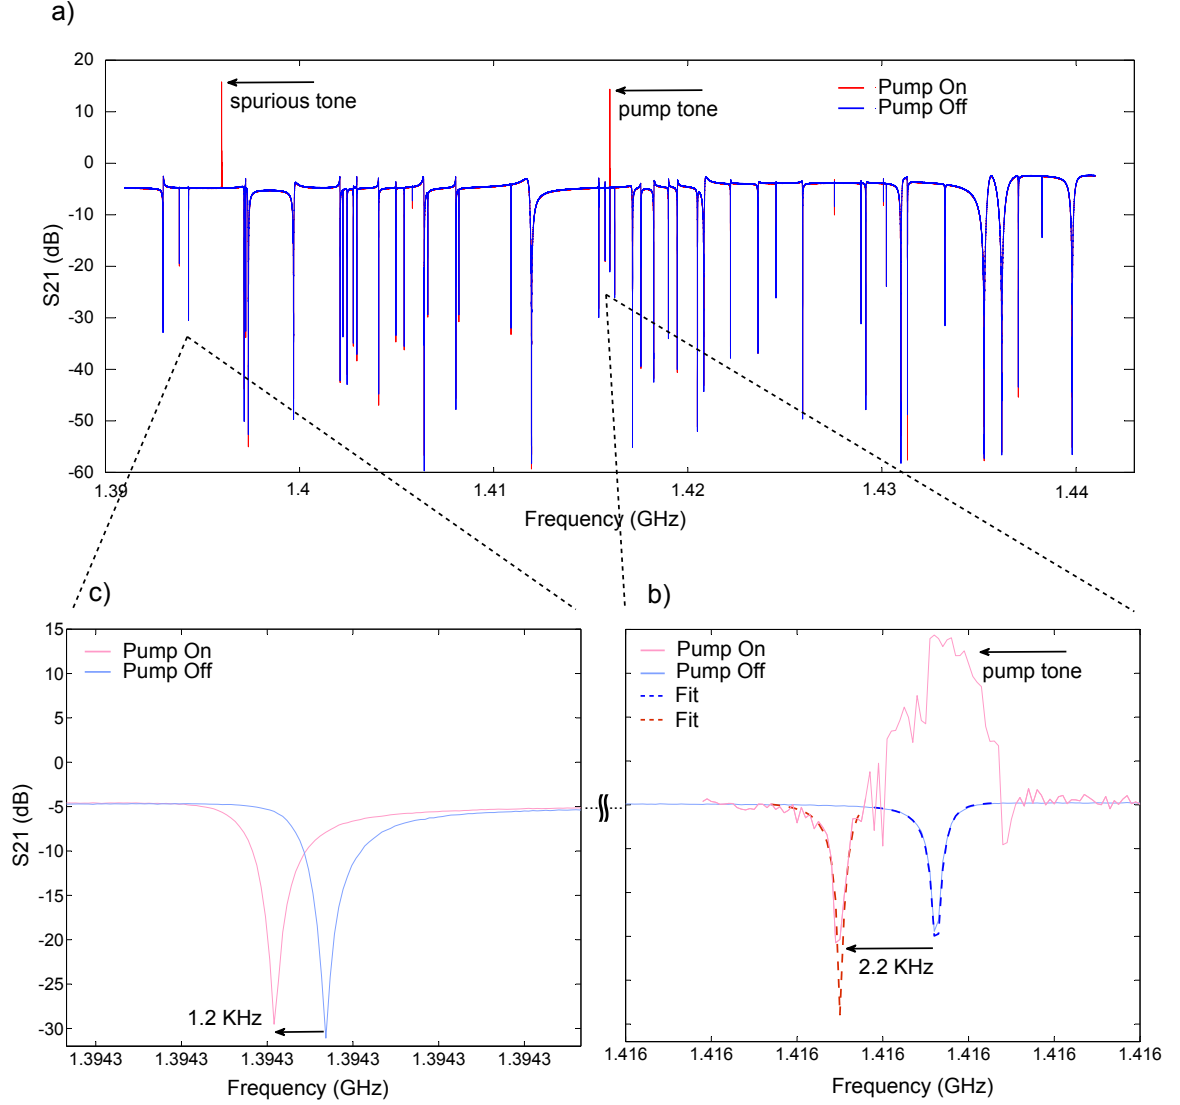 a)
20
10
0
-10
-20
-30
-40
-50
-60
S21 (dB)
spurious tone
pump tone
Pump On
Pump Off
1.39
1.4
1.41
1.42
1.43
1.44
Frequency (GHz)
c)
15
10
5
0
-5
-10
-15
-20
-25
-30
S21 (dB)
Pump On
Pump Off
1.2 KHz
1.3943
1.3943
1.3943
1.3943
1.3943
1.3943
Frequency (GHz)
b)
Pump On
Pump Off
Fit
Fit
pump tone
2.2 KHz
1.416
1.416
1.416
1.416
1.416
1.416
1.416
Frequency (GHz)